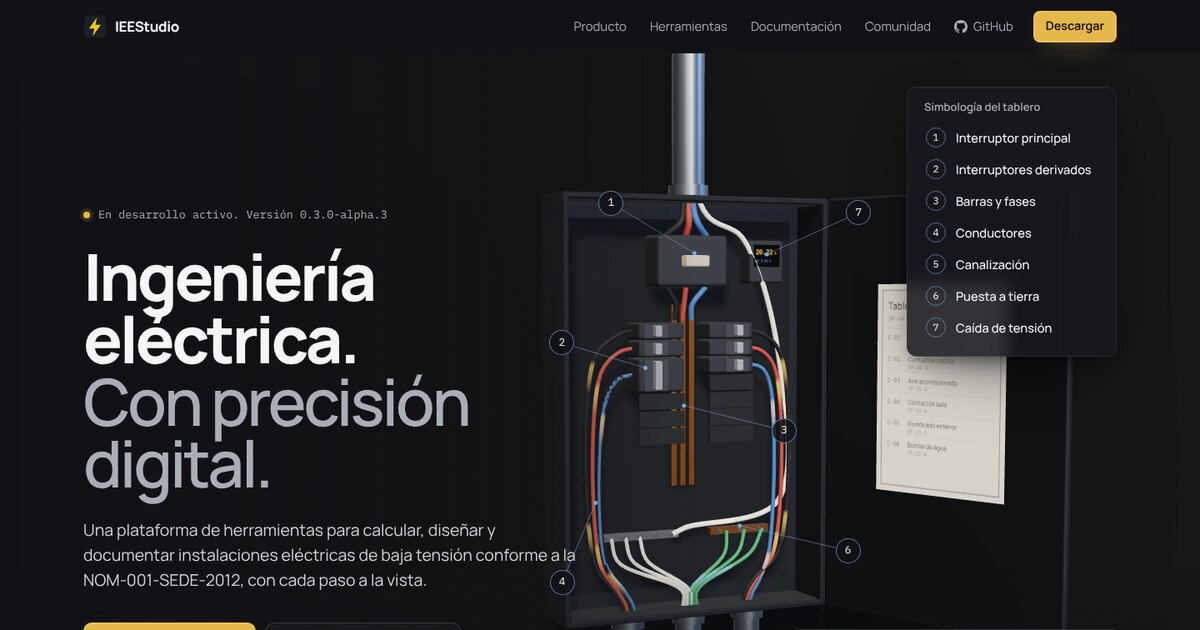 IEEStudio
Producto
Herramientas
Documentación
Comunidad
GitHub
Descargar
En desarrollo activo. Versión 0.3.0-alpha.3
Ingeniería
eléctrica.
Con precisión
digital.
Una plataforma de herramientas para calcular, diseñar y
documentar instalaciones eléctricas de baja tensión conforme a la
NOM-001-SEDE-2012, con cada paso a la vista.
1
7
2
3
6
4
Simbología del tablero
1 Interruptor principal
2 Interruptores derivados
3 Barras y fases
4 Conductores
5 Canalización
6 Puesta a tierra
7 Caída de tensión
C-02 Contactos cocina
C-03 Aire acondicionado
C-04 Contactos sala
1P-15 A
C-05 Alumbrado exterior
1P-15 A
C-06 Bomba de agua